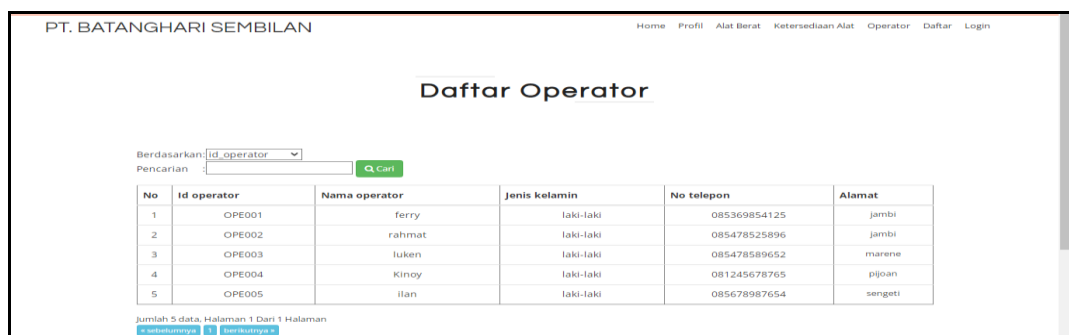 PT. BATANGHARI SEMBILAN
Home Profil Alat Berat Ketersediaan Alat Operator Daftar Login
Daftar Operator
Berdasarkan: id_operator
Pencarian : Cari
No Id operator Nama operator Jenis kelamin No telepon Alamat
1 OPE001 ferry laki-laki 085369854125 jambi
2 OPE002 rahmat laki-laki 085478525896 jambi
3 OPE003 luken laki-laki 085478589652 marene
4 OPE004 Kinoy laki-laki 081245678765 pijoan
5 OPE005 ilan laki-laki 085678987654 sengeti
Jumlah 5 data, Halaman 1 Dari 1 Halaman
« sebelumnya 1 berikutnya »